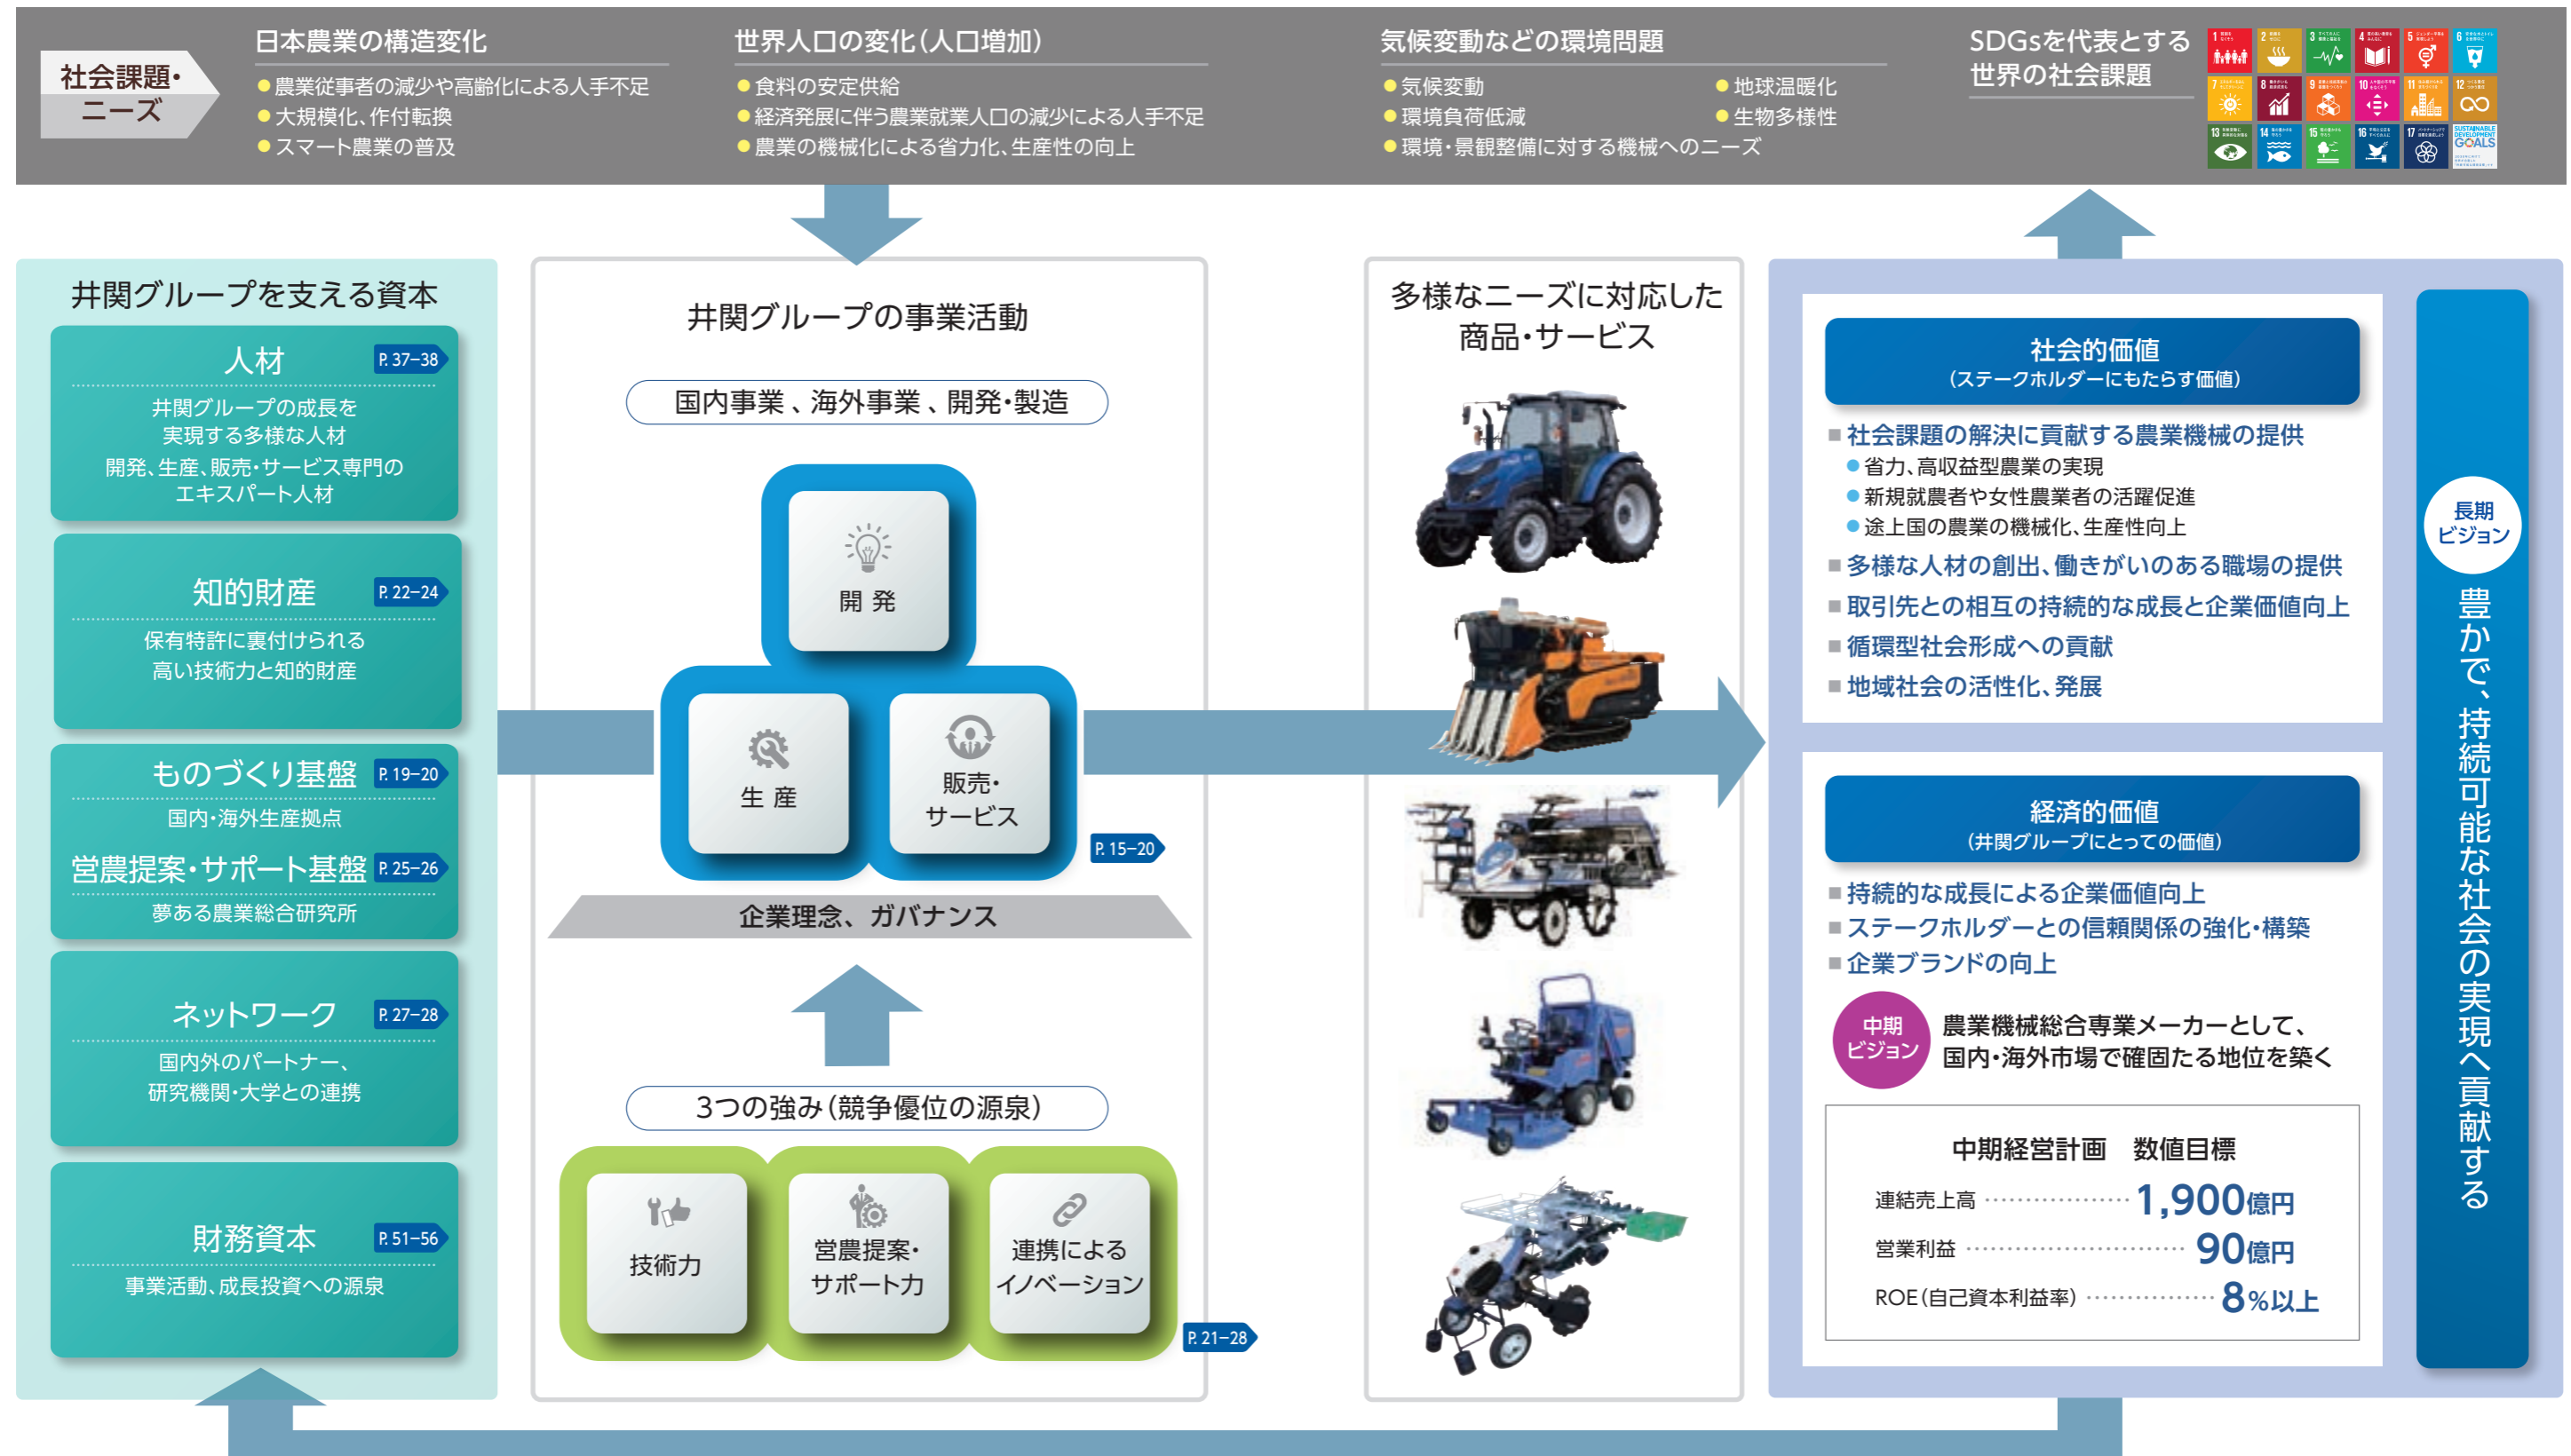 社会課題・
ニーズ
日本農業の構造変化
●農業従事者の減少や高齢化による人手不足
●大規模化、作付転換
●スマート農業の普及
世界人口の変化（人口増加）
●食料の安定供給
●経済発展に伴う農業就業人口の減少による人手不足
●農業の機械化による省力化、生産性の向上
気候変動などの環境問題
●気候変動
●地球温暖化
●環境負荷低減
●生物多様性
●環境・景観整備に対する機械へのニーズ
SDGsを代表とする
世界の社会課題
1
2
3
4
5
6
7
8
9
10
11
12
13
14
15
16
17
SUSTAINABLE
DEVELOPMENT
GOALS
井関グループを支える資本
人材
P. 37–38
井関グループの成長を
実現する多様な人材
開発、生産、販売・サービス専門の
エキスパート人材
知的財産
P. 22–24
保有特許に裏付けられる
高い技術力と知的財産
ものづくり基盤
P. 19–20
国内・海外生産拠点
営農提案・サポート基盤
P. 25–26
夢ある農業総合研究所
ネットワーク
P. 27–28
国内外のパートナー、
研究機関・大学との連携
財務資本
P. 51–56
事業活動、成長投資への源泉
井関グループの事業活動
国内事業、海外事業、開発・製造
開発
生産
販売・
サービス
P. 15–20
企業理念、ガバナンス
3つの強み（競争優位の源泉）
技術力
営農提案・
サポート力
連携による
イノベーション
P. 21–28
多様なニーズに対応した
商品・サービス
社会的価値
（ステークホルダーにもたらす価値）
■社会課題の解決に貢献する農業機械の提供
●省力、高収益型農業の実現
●新規就農者や女性農業者の活躍促進
●途上国の農業の機械化、生産性向上
■多様な人材の創出、働きがいのある職場の提供
■取引先との相互の持続的な成長と企業価値向上
■循環型社会形成への貢献
■地域社会の活性化、発展
経済的価値
（井関グループにとっての価値）
■持続的な成長による企業価値向上
■ステークホルダーとの信頼関係の強化・構築
■企業ブランドの向上
中期
ビジョン
農業機械総合専業メーカーとして、
国内・海外市場で確固たる地位を築く
中期経営計画　数値目標
連結売上高 ……………… 1,900億円
営業利益 ……………………… 90億円
ROE（自己資本利益率） …………… 8%以上
長期
ビジョン
豊かで、持続可能な社会の実現へ貢献する